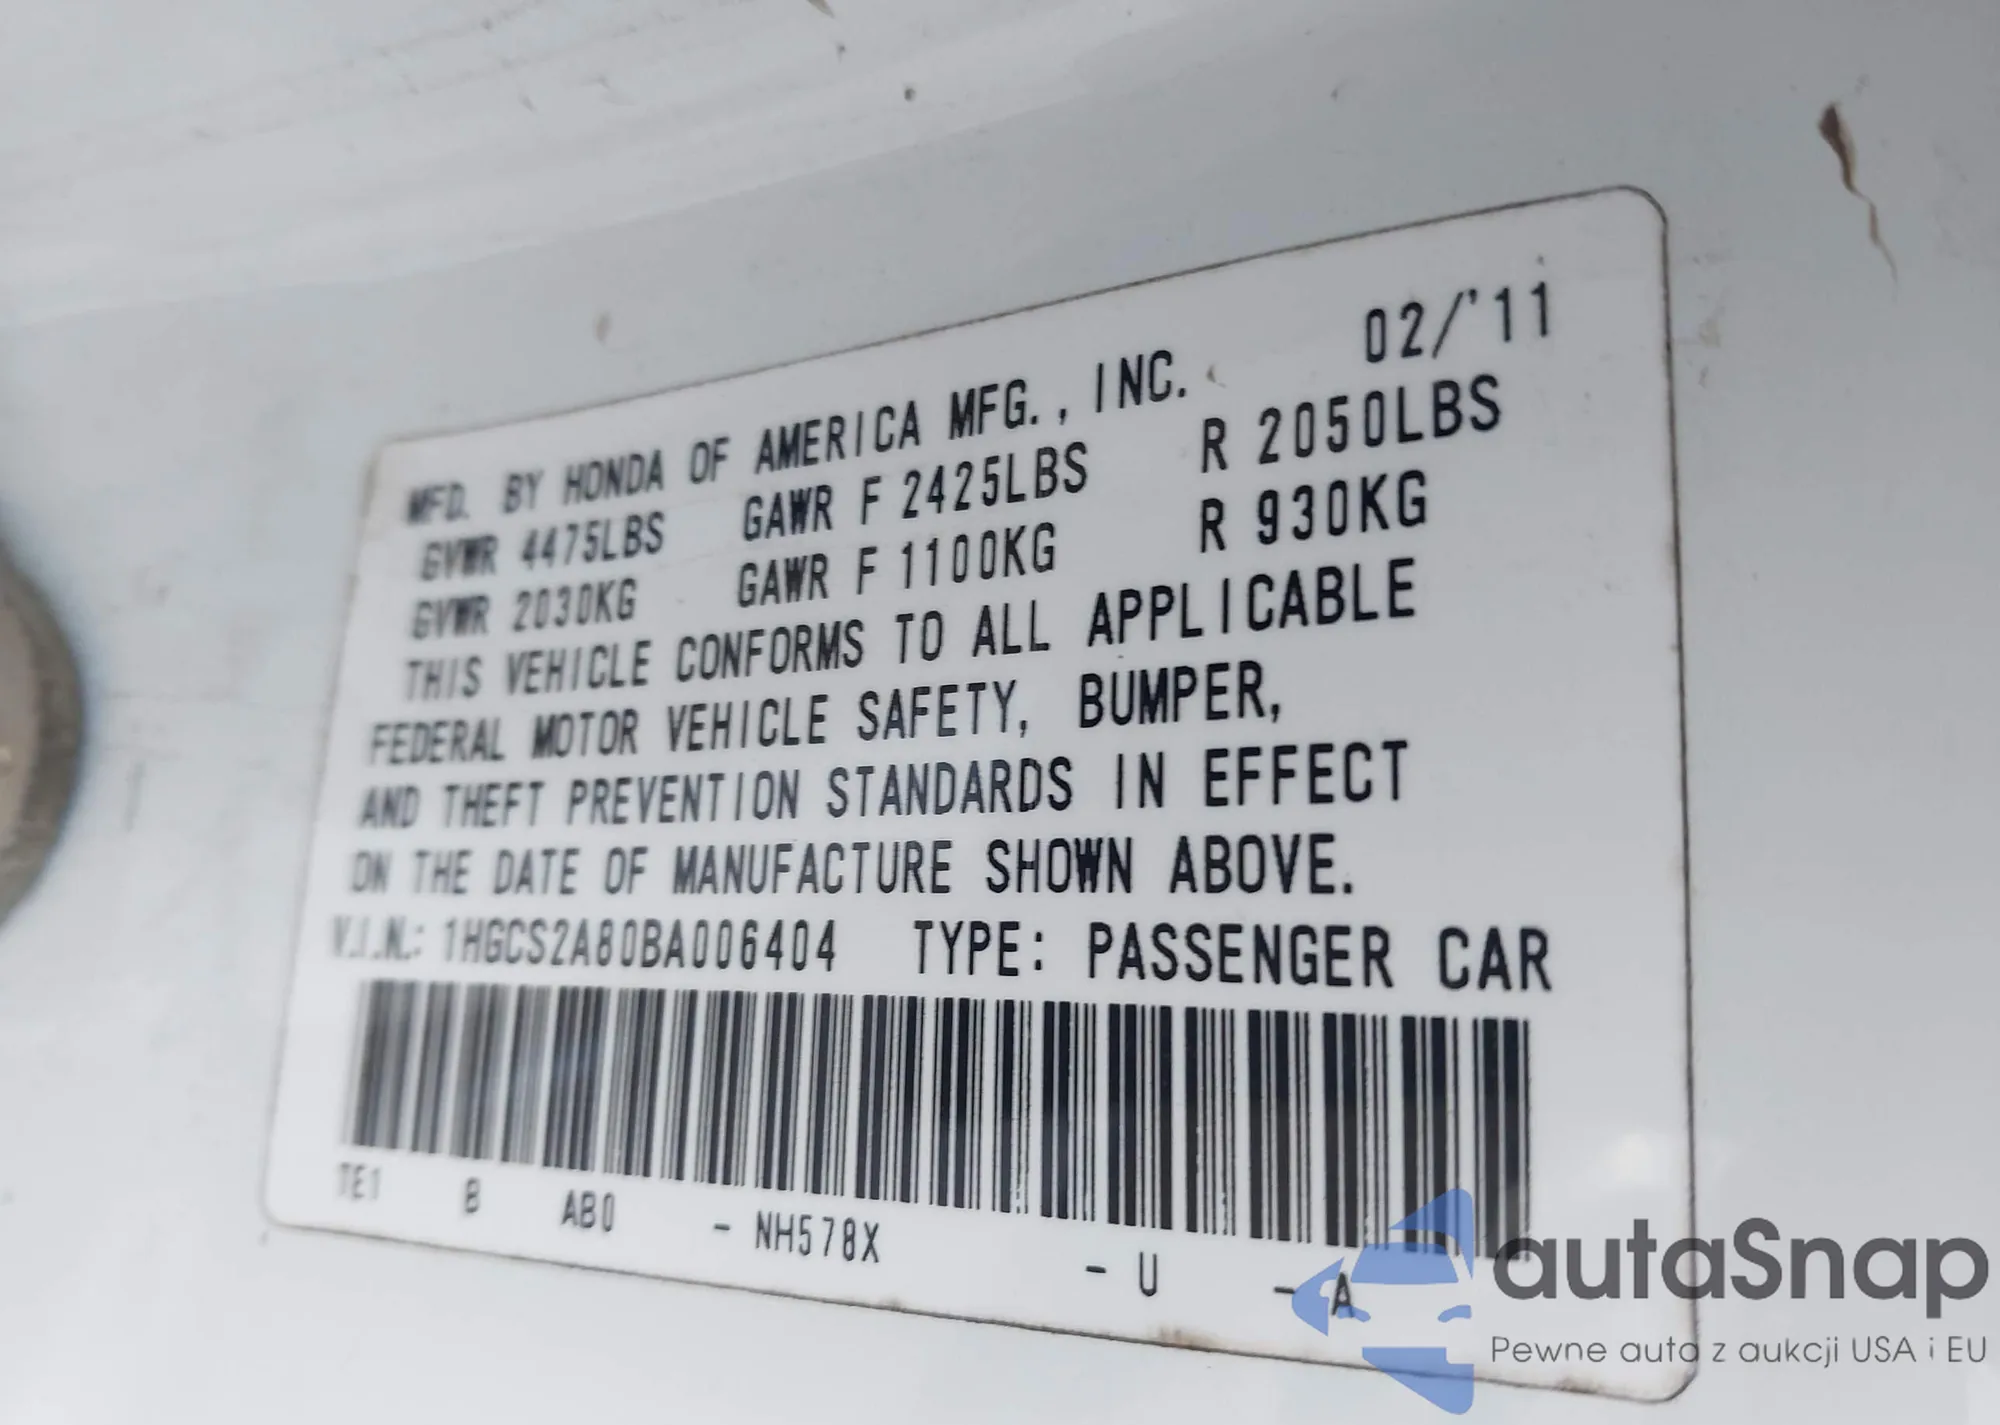 02/'11
MFD. BY HONDA OF AMERICA MFG., INC.
GVWR 4475LBS GAWR F 2425LBS R 2050LBS
GVWR 2030KG GAWR F 1100KG R 930KG
THIS VEHICLE CONFORMS TO ALL APPLICABLE
FEDERAL MOTOR VEHICLE SAFETY, BUMPER,
AND THEFT PREVENTION STANDARDS IN EFFECT
ON THE DATE OF MANUFACTURE SHOWN ABOVE.
V.I.N.: 1HGCS2A80BA006404 TYPE: PASSENGER CAR
TE1 B AB0 - NH578X - U - A
autaSnap
Pewne auta z aukcji USA i EU